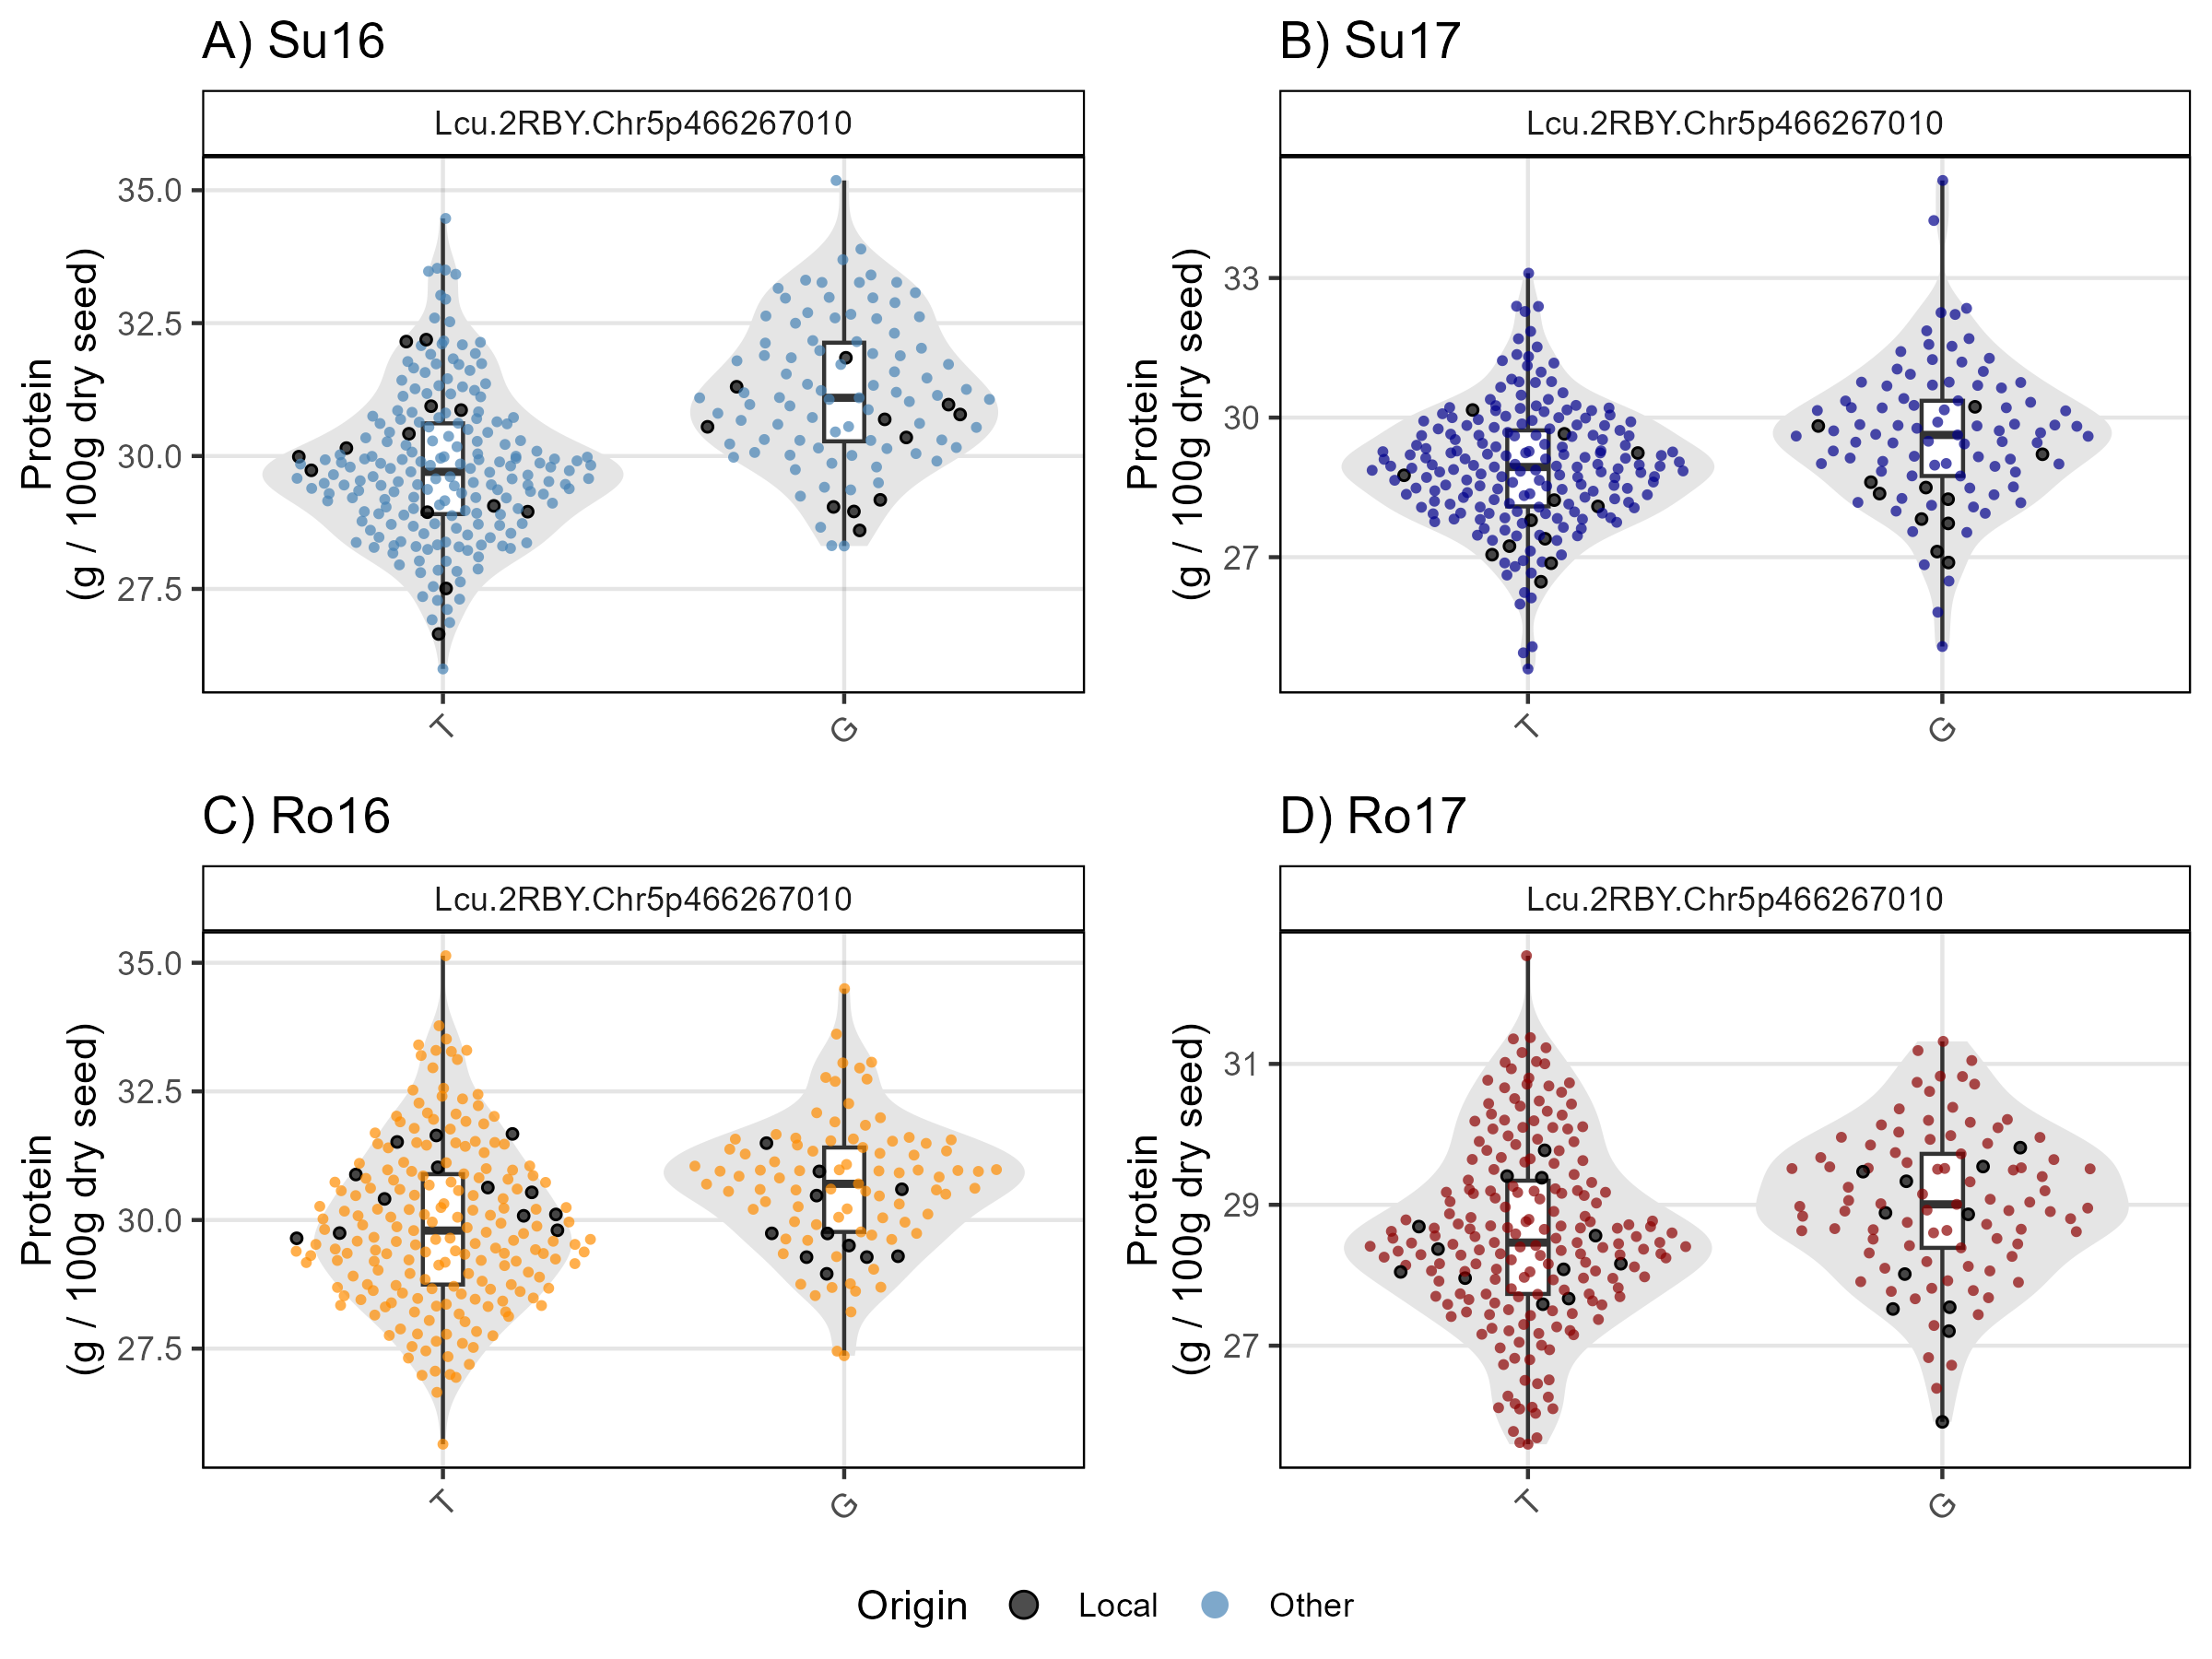 A) Su16
Lcu.2RBY.Chr5p466267010
Protein
(g / 100g dry seed)
35.0
32.5
30.0
27.5
T
G
B) Su17
Lcu.2RBY.Chr5p466267010
Protein
(g / 100g dry seed)
33
30
27
T
G
C) Ro16
Lcu.2RBY.Chr5p466267010
Protein
(g / 100g dry seed)
35.0
32.5
30.0
27.5
T
G
D) Ro17
Lcu.2RBY.Chr5p466267010
Protein
(g / 100g dry seed)
31
29
27
T
G
Origin Local Other